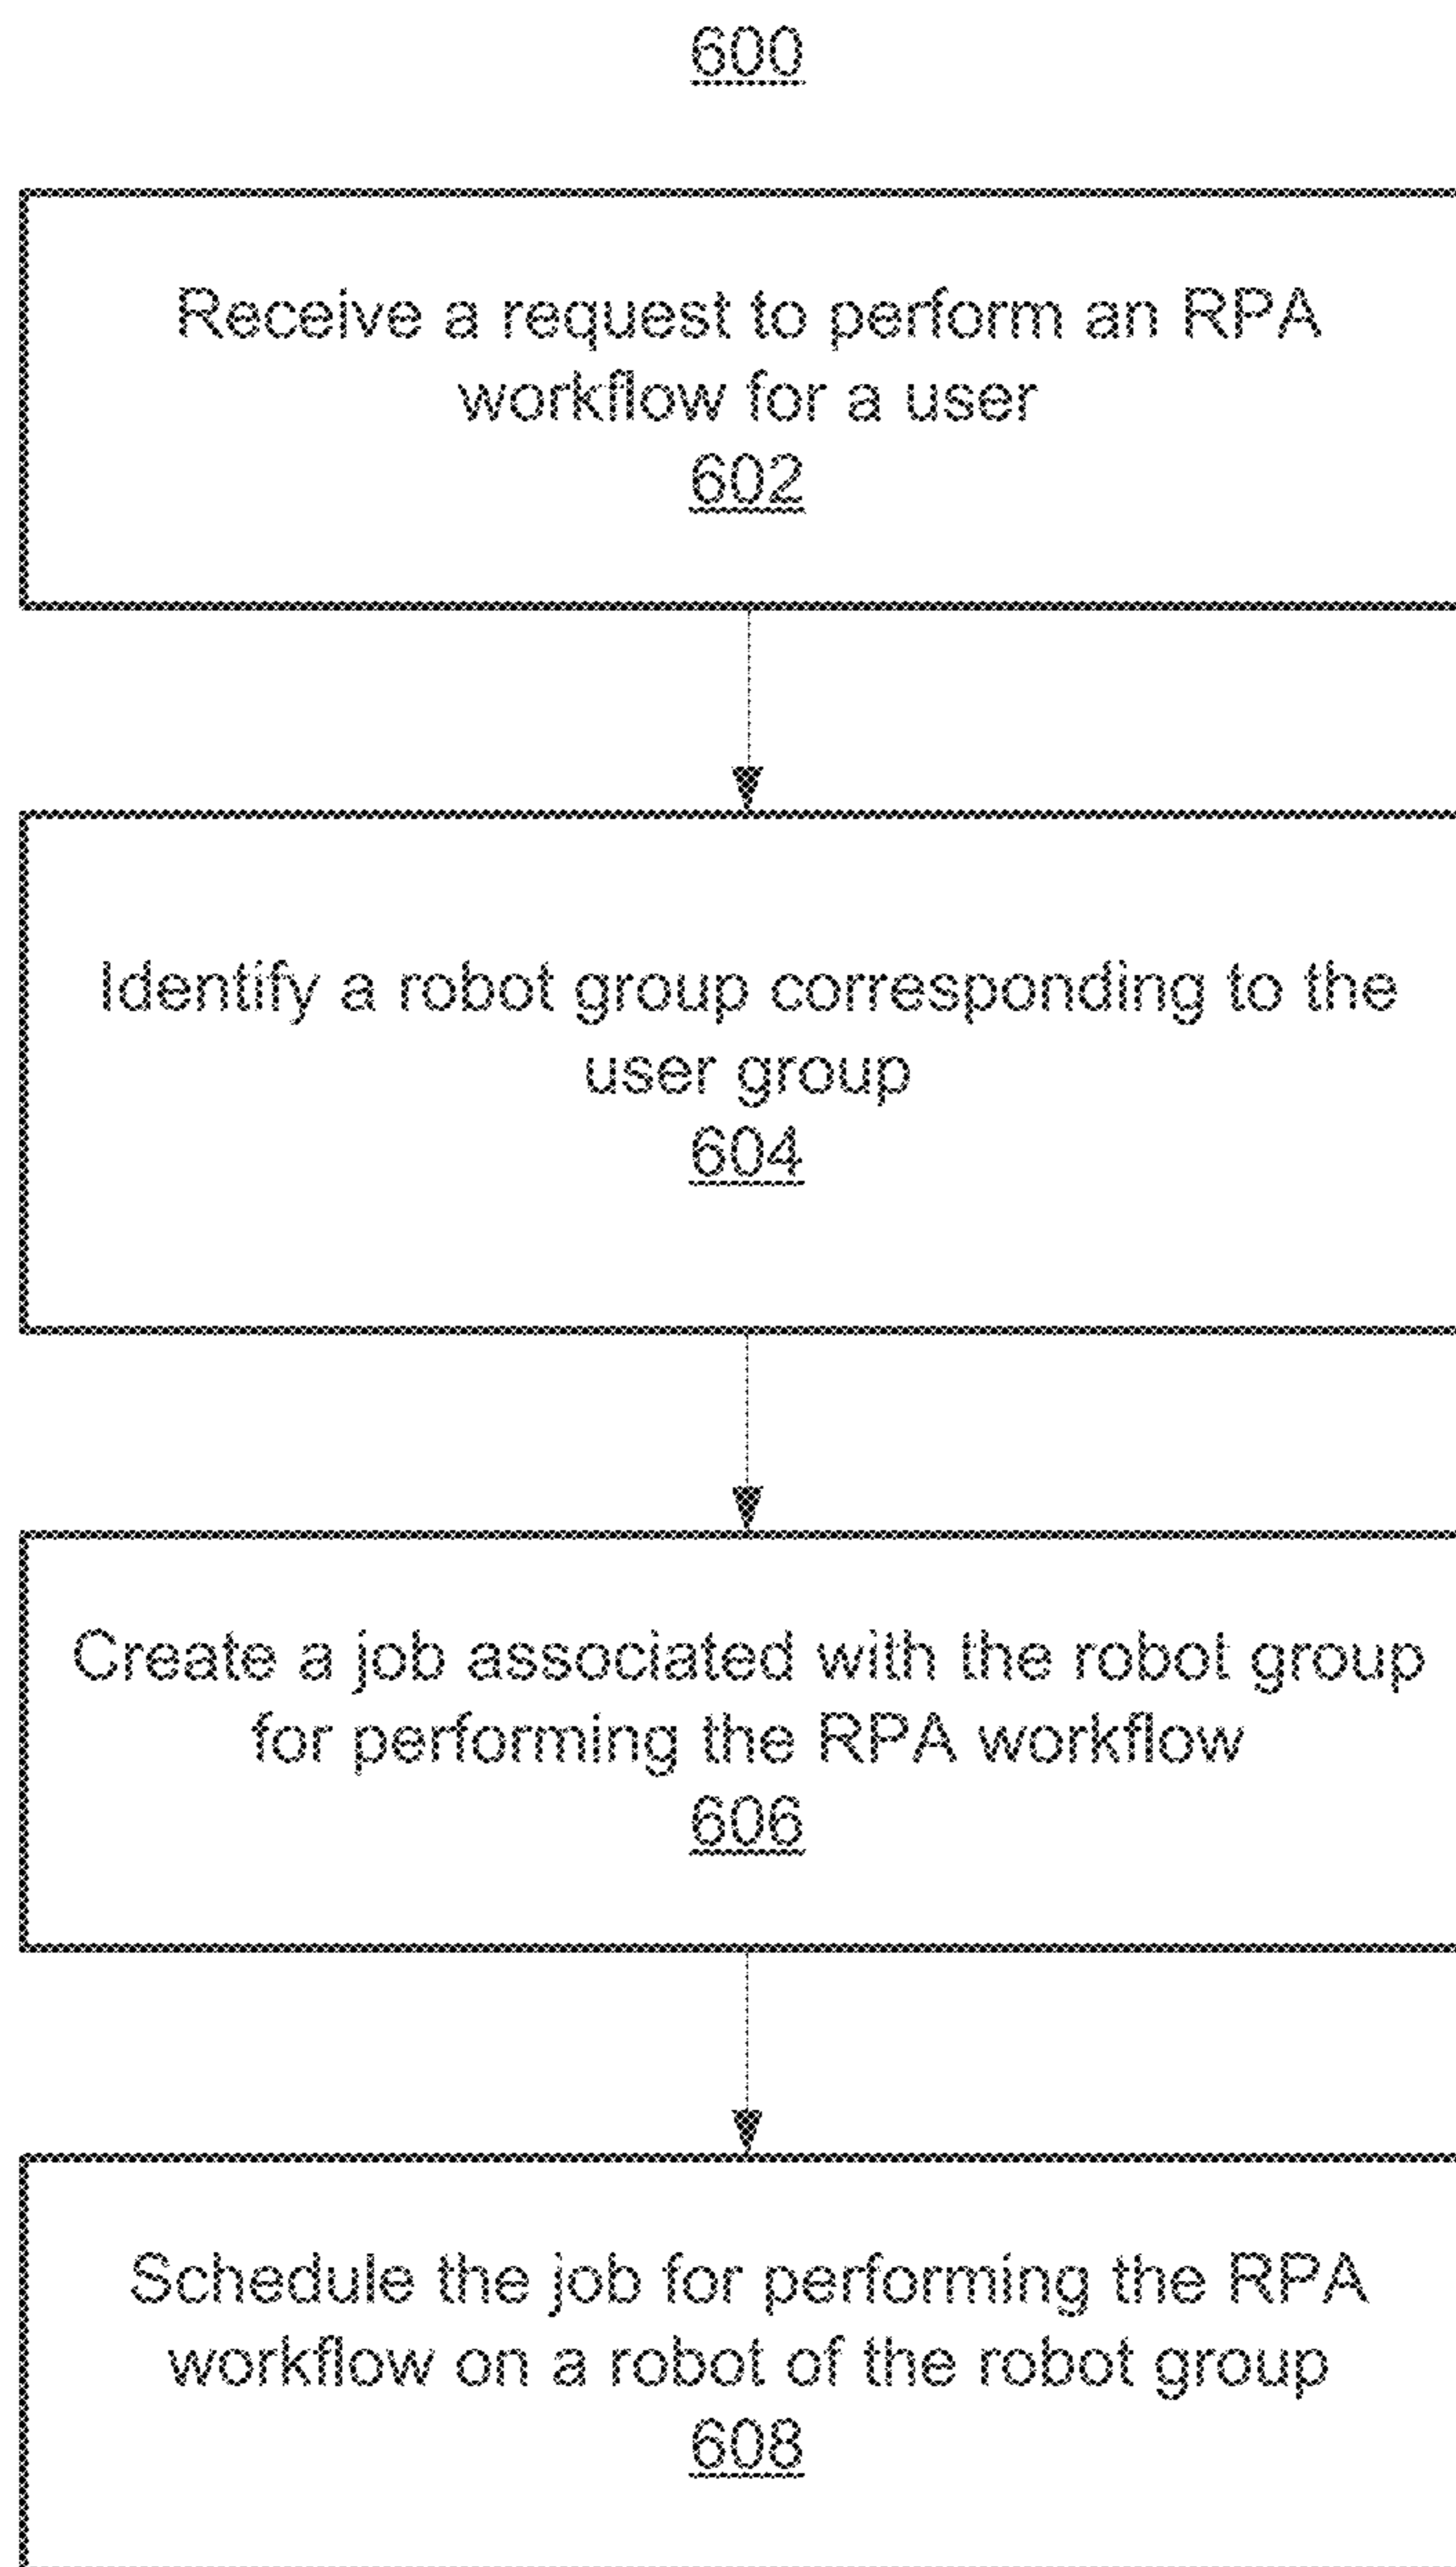 600
Receive a request to perform an RPA
workflow for a user
602
Identify a robot group corresponding to the
user group
604
Create a job associated with the robot group
for performing the RPA workflow
606
Schedule the job for performing the RPA
workflow on a robot of the robot group
608